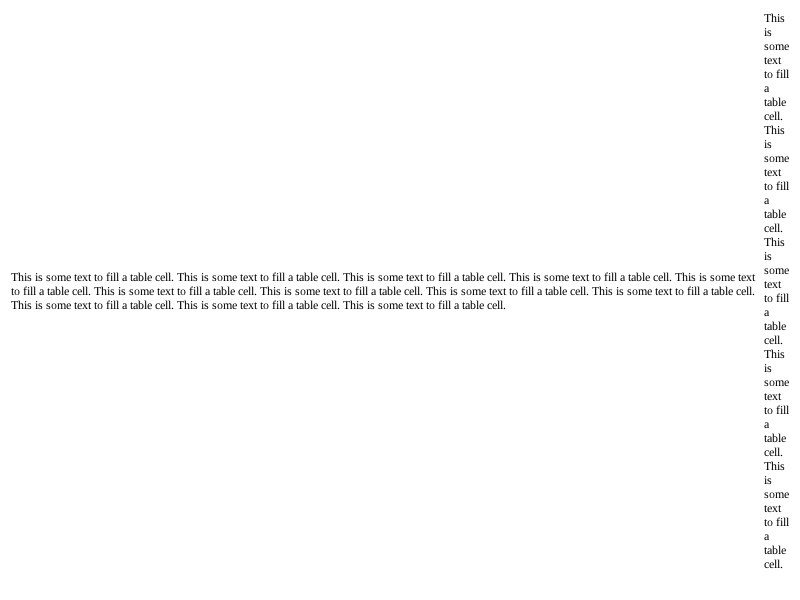 This is some text to fill a table cell. This is some text to fill a table cell. This is some text to fill a table cell. This is some text to fill a table cell. This is some text
to fill a table cell. This is some text to fill a table cell. This is some text to fill a table cell. This is some text to fill a table cell. This is some text to fill a table cell.
This is some text to fill a table cell. This is some text to fill a table cell. This is some text to fill a table cell.
This
is
some
text
to fill
a
table
cell.
This
is
some
text
to fill
a
table
cell.
This
is
some
text
to fill
a
table
cell.
This
is
some
text
to fill
a
table
cell.
This
is
some
text
to fill
a
table
cell.